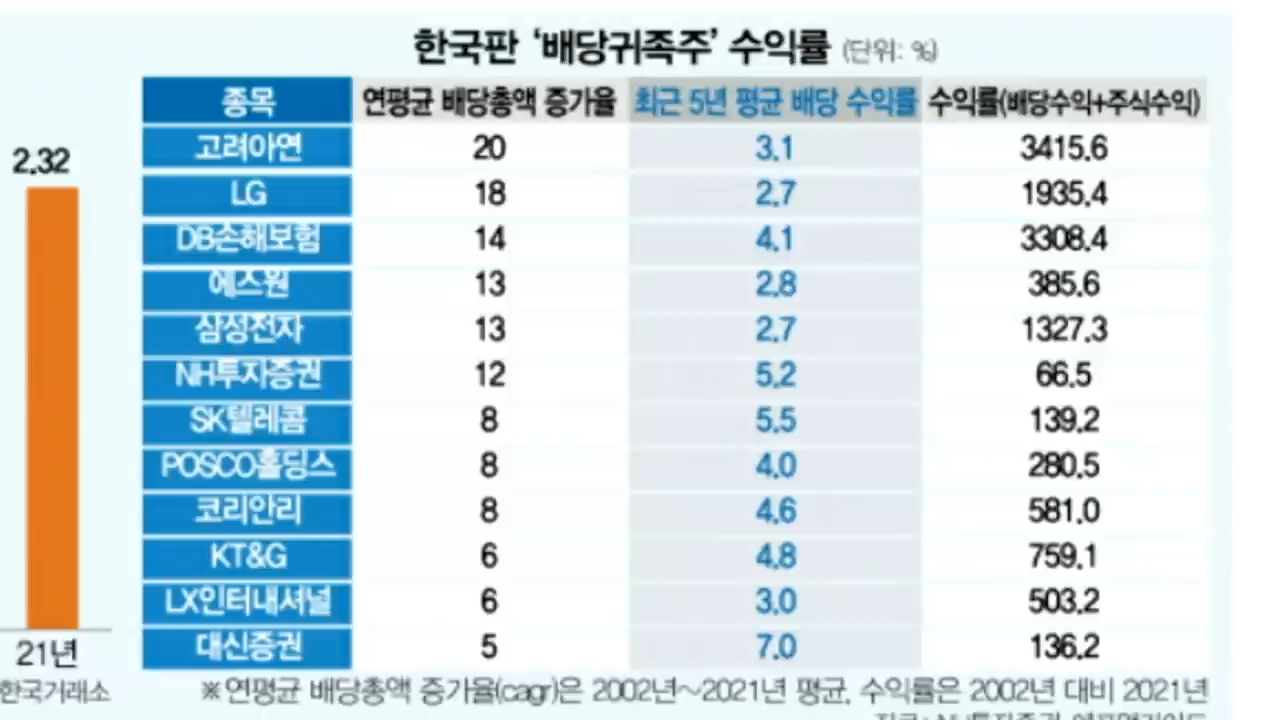 한국판 ‘배당귀족주’ 수익률 (단위: %)
종목 연평균 배당총액 증가율 최근 5년 평균 배당 수익률 수익률(배당수익+주식수익)
고려아연 20 3.1 3415.6
LG 18 2.7 1935.4
DB손해보험 14 4.1 3308.4
에스원 13 2.8 385.6
삼성전자 13 2.7 1327.3
NH투자증권 12 5.2 66.5
SK텔레콤 8 5.5 139.2
POSCO홀딩스 8 4.0 280.5
코리안리 8 4.6 581.0
KT&G 6 4.8 759.1
LX인터내셔널 6 3.0 503.2
대신증권 5 7.0 136.2
※연평균 배당총액 증가율(cagr)은 2002년~2021년 평균, 수익률은 2002년 대비 2021년
2.32
21년
한국거래소